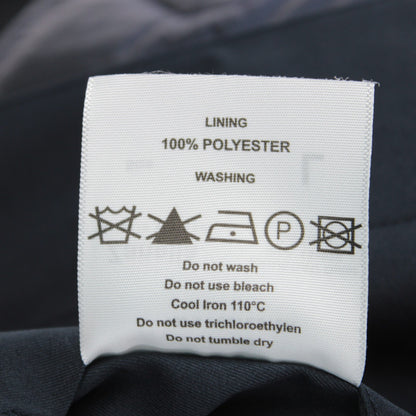 LINING
100% POLYESTER
WASHING
P
Do not wash
Do not use bleach
Cool Iron 110°C
Do not use trichloroethylen
Do not tumble dry